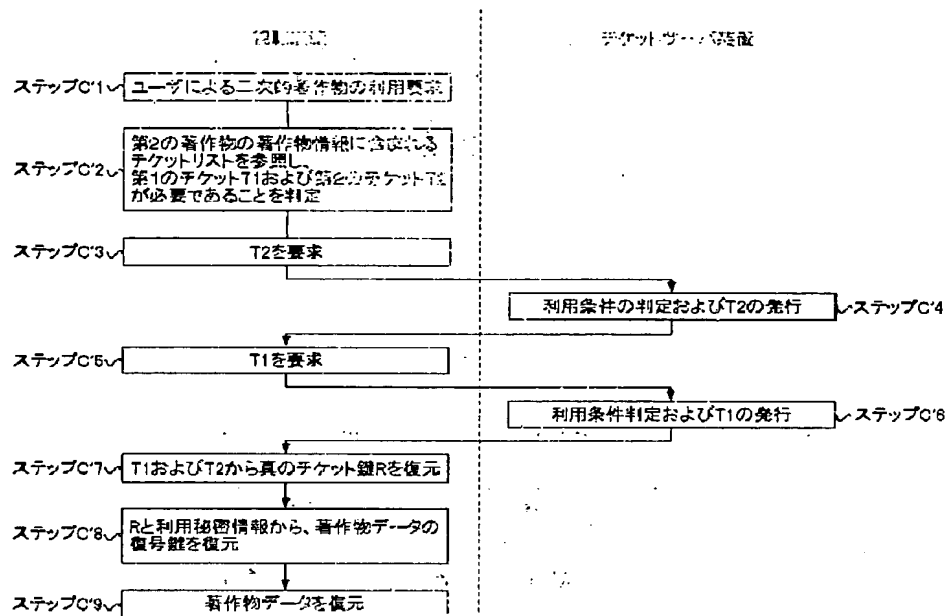 チケットサーバ装置
ステップC'1
ユーザによる二次的著作物の利用要求
ステップC'2
第2の著作物の著作物情報に含まれる
チケットリストを参照し、
第1のチケットT1および第2のチケットT2
が必要であることを判定
ステップC'3
T2を要求
利用条件の判定およびT2の発行
ステップC'4
ステップC'5
T1を要求
利用条件判定およびT1の発行
ステップC'6
ステップC'7
T1およびT2から真のチケット鍵Rを復元
ステップC'8
Rと利用秘密情報から、著作物データの
復号鍵を復元
ステップC'9
著作物データを復元